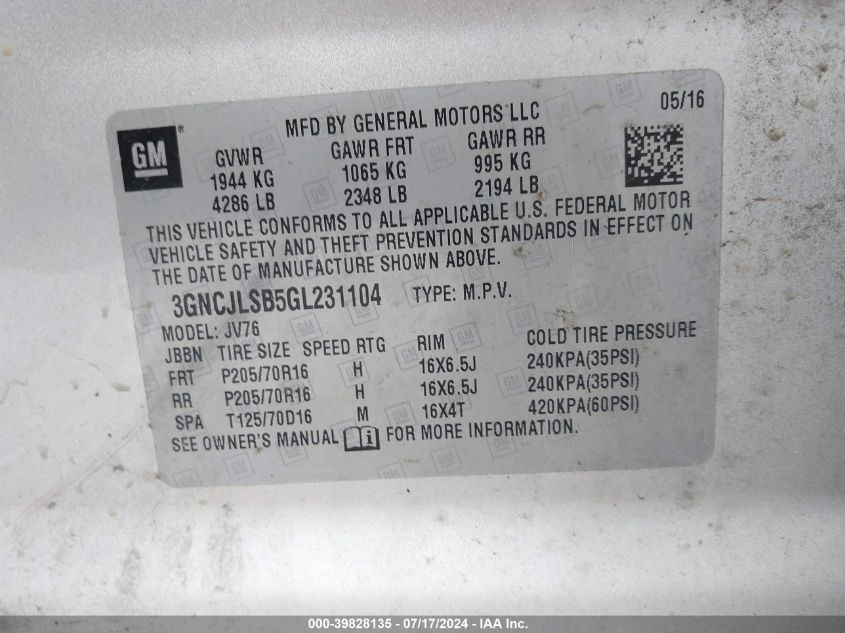 MFD BY GENERAL MOTORS LLC 05/16
GM®
GVWR GAWR FRT GAWR RR
1944 KG 1065 KG 995 KG
4286 LB 2348 LB 2194 LB
THIS VEHICLE CONFORMS TO ALL APPLICABLE U.S. FEDERAL MOTOR
VEHICLE SAFETY AND THEFT PREVENTION STANDARDS IN EFFECT ON
THE DATE OF MANUFACTURE SHOWN ABOVE.
3GNCJLSB5GL231104 TYPE: M.P.V.
MODEL: JV76
JBBN TIRE SIZE SPEED RTG RIM COLD TIRE PRESSURE
FRT P205/70R16 H 16X6.5J 240KPA(35PSI)
RR P205/70R16 H 16X6.5J 240KPA(35PSI)
SPA T125/70D16 M 16X4T 420KPA(60PSI)
SEE OWNER'S MANUAL i FOR MORE INFORMATION.
000-39828135 - 07/17/2024 - IAA Inc.